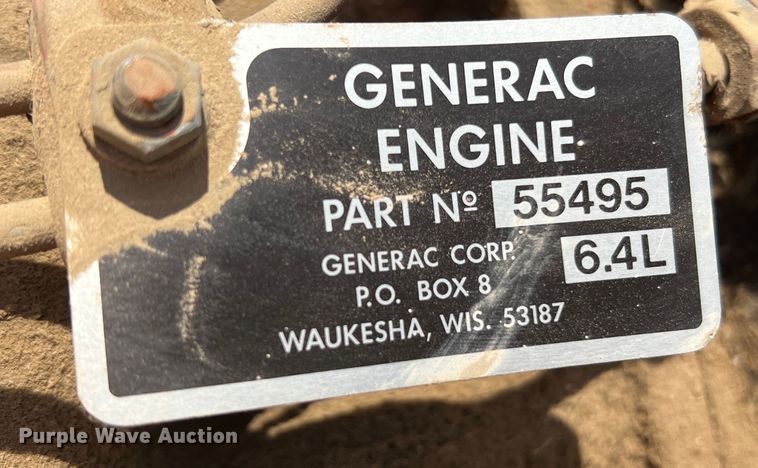 GENERAC
ENGINE
PART Nº 55495
GENERAC CORP. 6.4L
P.O. BOX 8
WAUKESHA, WIS. 53187
Purple Wave Auction